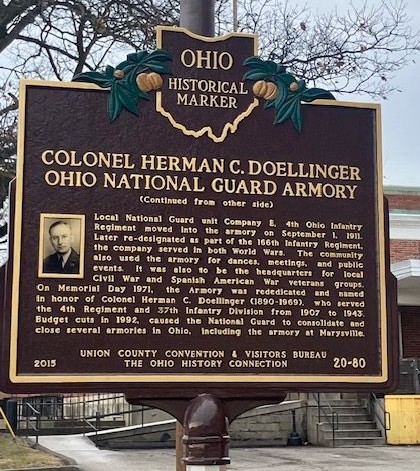 OHIO
HISTORICAL
MARKER
COLONEL HERMAN C. DOELLINGER
OHIO NATIONAL GUARD ARMORY
(Continued from other side)
Local National Guard unit Company E, 4th Ohio Infantry
Regiment moved into the armory on September 1, 1911.
Later re-designated as part of the 166th Infantry Regiment,
the company served in both World Wars. The community
also used the armory for dances, meetings, and public
events. It was also to be the headquarters for local
Civil War and Spanish American War veterans groups.
On Memorial Day 1971, the Armory was rededicated and named
in honor of Colonel Herman C. Doellinger (1890-1969), who served
the 4th Regiment and 37th Infantry Division from 1907 to 1943.
Budget cuts in 1992, caused the National Guard to consolidate and
close several armories in Ohio, including the armory at Marysville.
UNION COUNTY CONVENTION & VISITORS BUREAU
2015 THE OHIO HISTORY CONNECTION 20-80